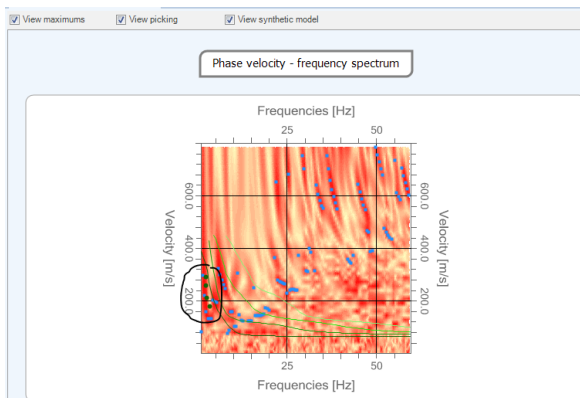 View maximums View picking View synthetic model
Phase velocity - frequency spectrum
Frequencies [Hz]
25 50
Velocity [m/s]
600.0
400.0
200.0
600.0
400.0
200.0
Velocity [m/s]
25 50
Frequencies [Hz]